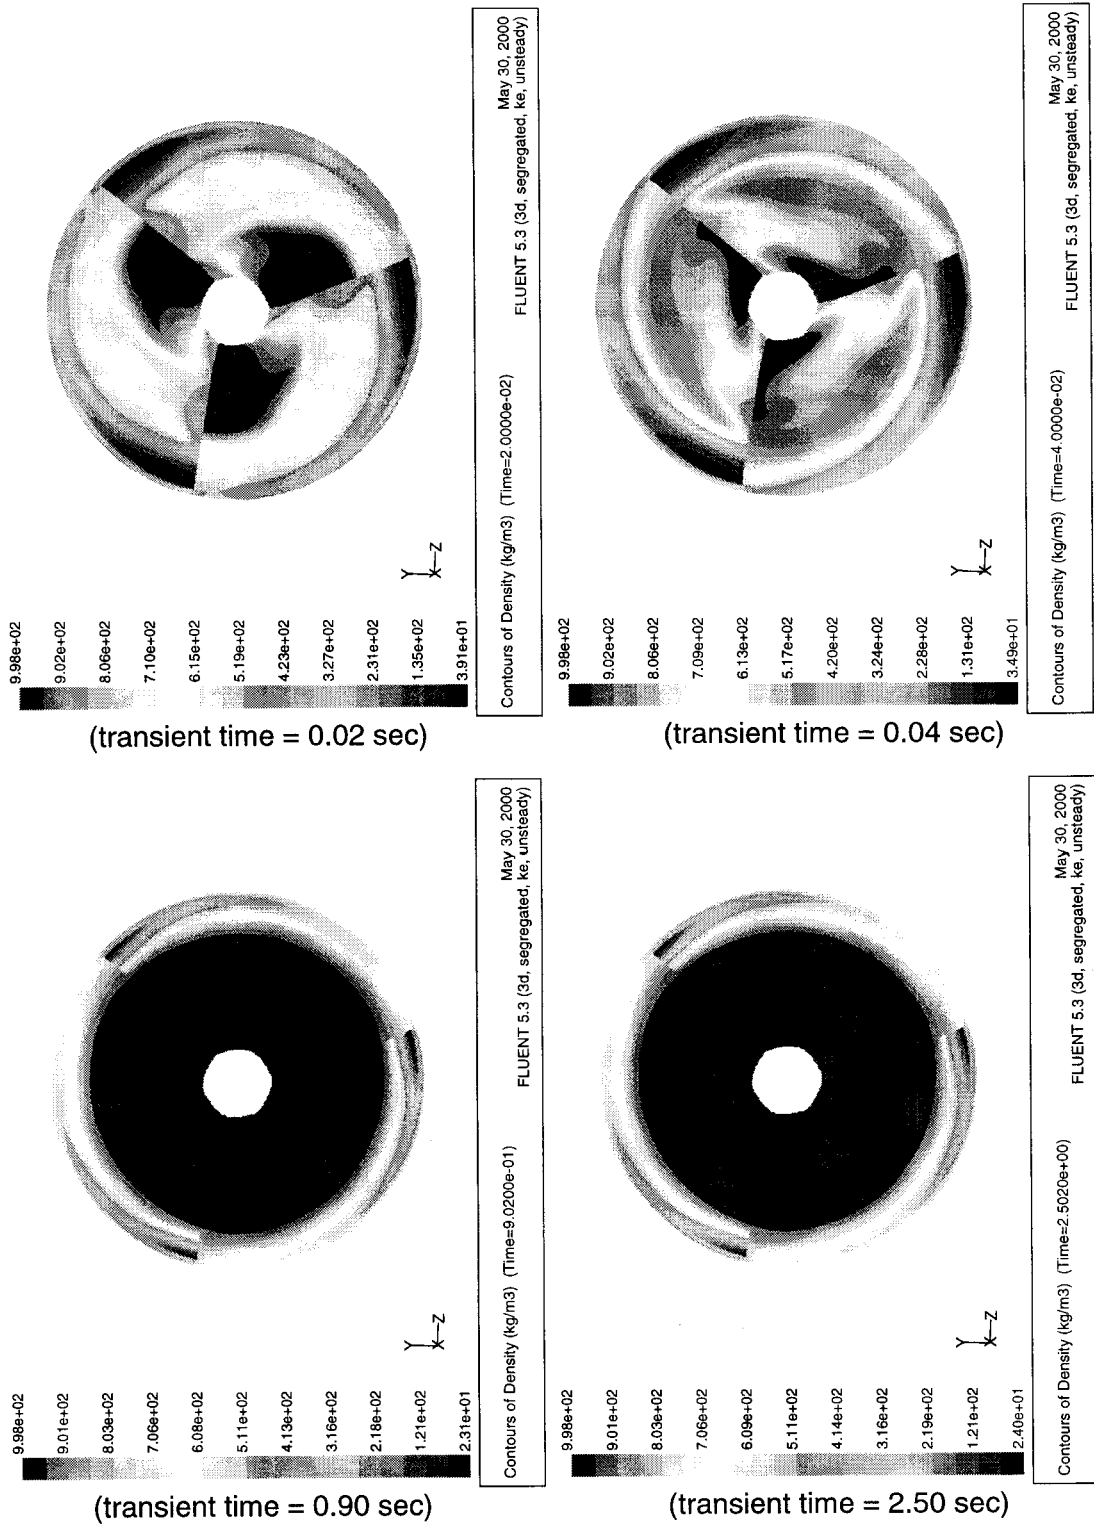 9.98e+02
9.02e+02
8.06e+02
7.10e+02
6.15e+02
5.19e+02
4.23e+02
3.27e+02
2.31e+02
1.35e+02
3.91e+01
Y
X
Z
Contours of Density (kg/m3) (Time=2.0000e-02)
May 30, 2000
FLUENT 5.3 (3d, segregated, ke, unsteady)
(transient time = 0.02 sec)
9.98e+02
9.02e+02
8.06e+02
7.09e+02
6.13e+02
5.17e+02
4.20e+02
3.24e+02
2.28e+02
1.31e+02
3.49e+01
Y
X
Z
Contours of Density (kg/m3) (Time=4.0000e-02)
May 30, 2000
FLUENT 5.3 (3d, segregated, ke, unsteady)
(transient time = 0.04 sec)
9.98e+02
9.01e+02
8.03e+02
7.06e+02
6.08e+02
5.11e+02
4.13e+02
3.16e+02
2.18e+02
1.21e+02
2.31e+01
Y
X
Z
Contours of Density (kg/m3) (Time=9.0200e-01)
May 30, 2000
FLUENT 5.3 (3d, segregated, ke, unsteady)
(transient time = 0.90 sec)
9.98e+02
9.01e+02
8.03e+02
7.06e+02
6.09e+02
5.11e+02
4.14e+02
3.16e+02
2.19e+02
1.21e+02
2.40e+01
Y
X
Z
Contours of Density (kg/m3) (Time=2.5020e+00)
May 30, 2000
FLUENT 5.3 (3d, segregated, ke, unsteady)
(transient time = 2.50 sec)